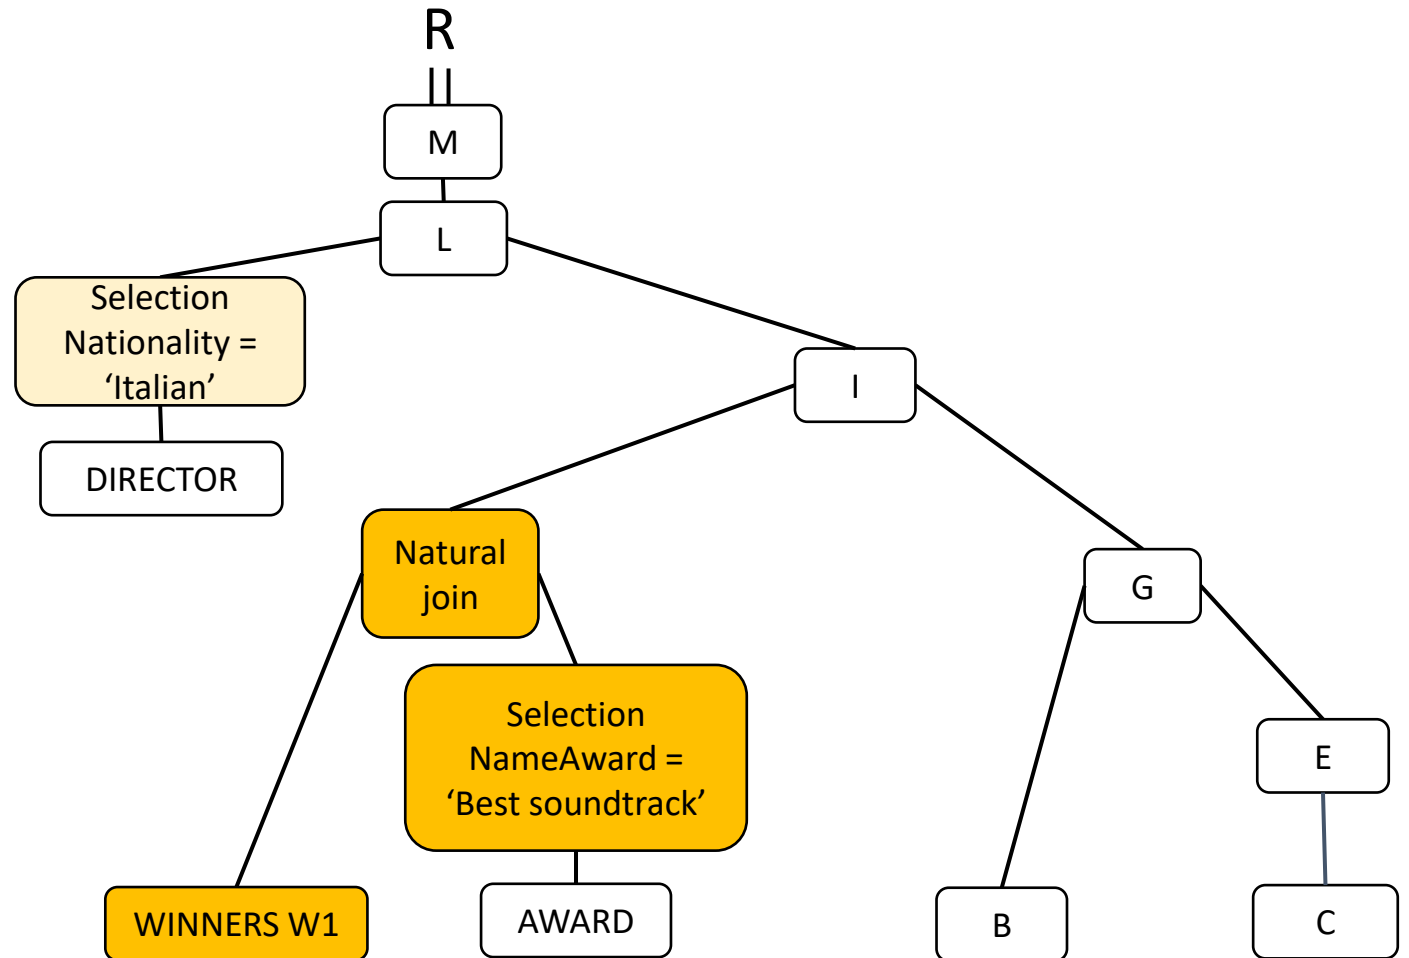 R
M
L
Selection
Nationality =
‘Italian’
DIRECTOR
I
Natural
join
G
Selection
NameAward =
‘Best soundtrack’
E
WINNERS W1
AWARD
B
C